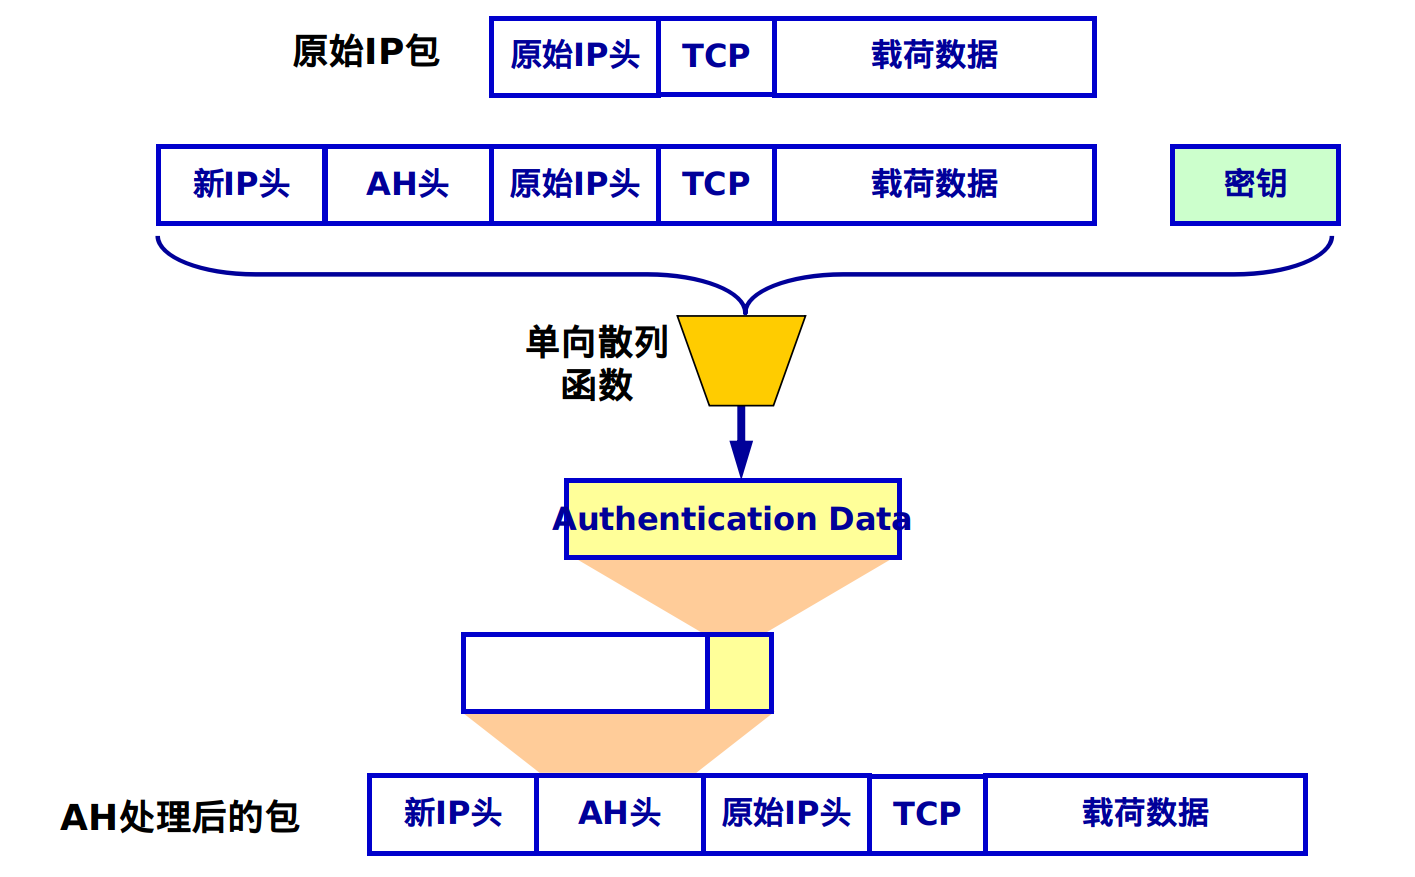 原始IP包
原始IP头 TCP 载荷数据
新IP头 AH头 原始IP头 TCP 载荷数据 密钥
单向散列
函数
Authentication Data
AH处理后的包
新IP头 AH头 原始IP头 TCP 载荷数据